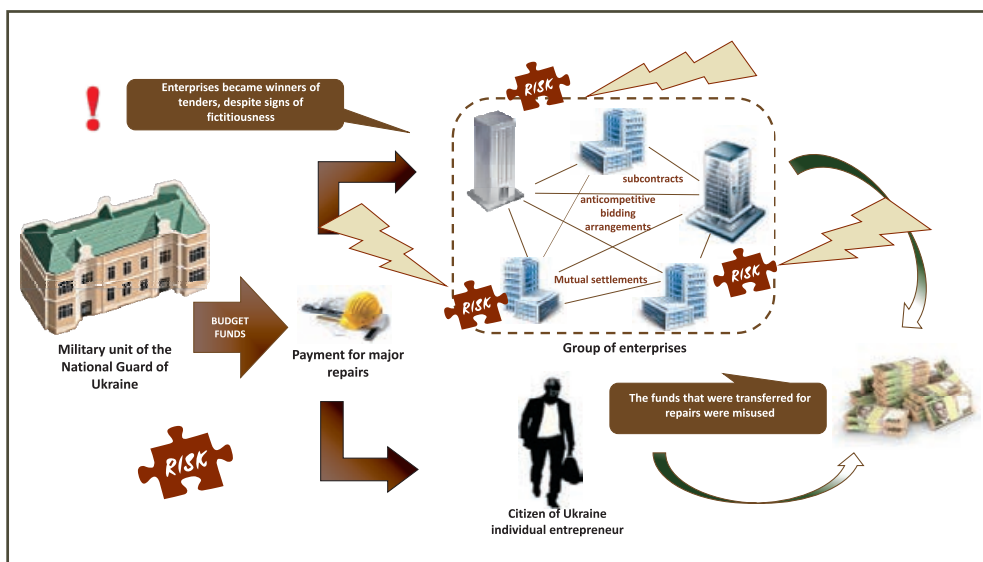 Enterprises became winners of
tenders, despite signs of
fictitiousness
RISK
subcontracts
anticompetitive
bidding
arrangements
Mutual settlements
RISK
RISK
Group of enterprises
BUDGET
FUNDS
Military unit of the
National Guard of
Ukraine
Payment for major
repairs
The funds that were transferred for
repairs were misused
RISK
Citizen of Ukraine
individual entrepreneur